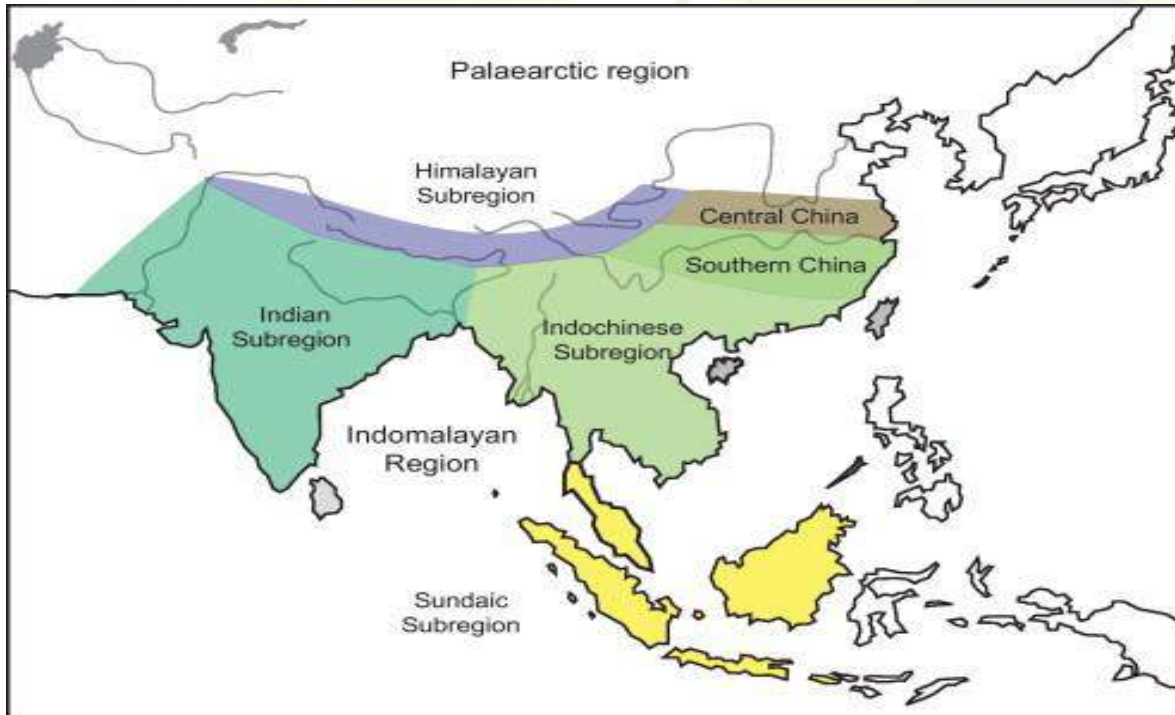 Palaearctic region
Himalayan
Subregion
Central China
Southern China
Indian
Subregion
Indochinese
Subregion
Indomalayan
Region
Sundaic
Subregion